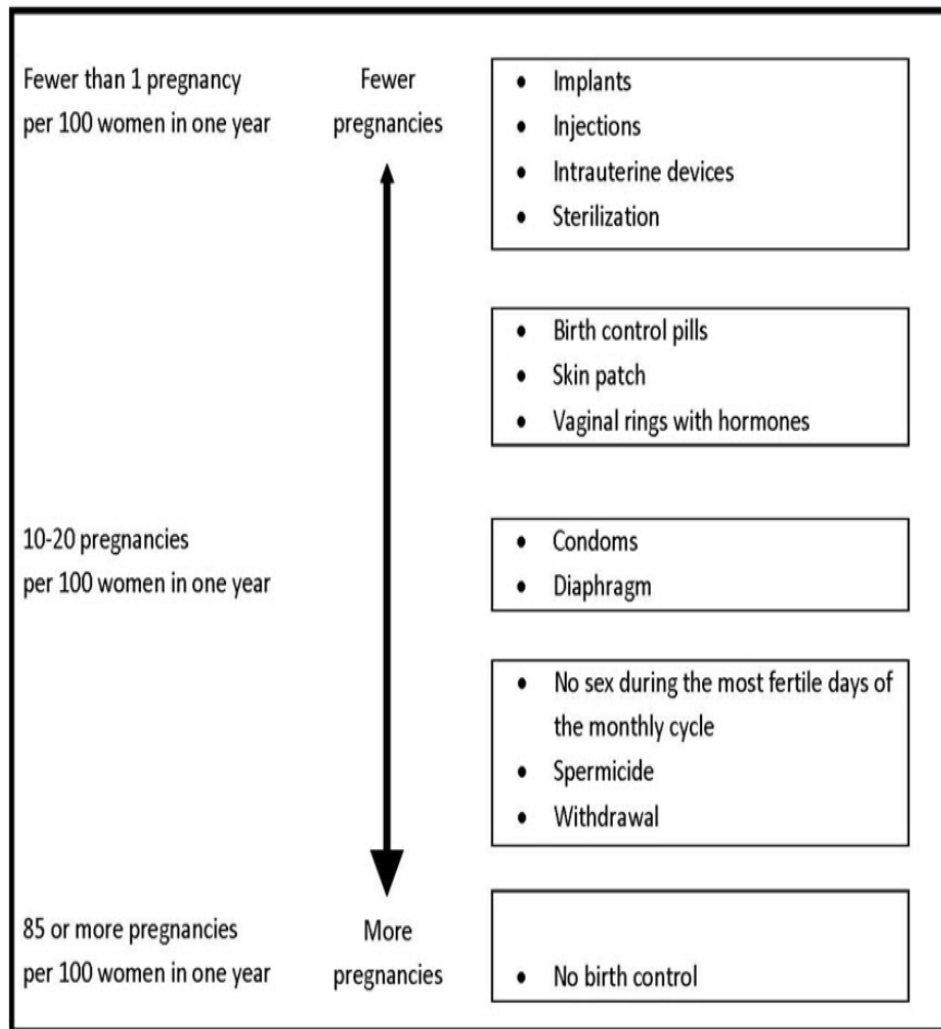 Fewer than 1 pregnancy
per 100 women in one year
Fewer
pregnancies
• Implants
• Injections
• Intrauterine devices
• Sterilization
• Birth control pills
• Skin patch
• Vaginal rings with hormones
10-20 pregnancies
per 100 women in one year
• Condoms
• Diaphragm
• No sex during the most fertile days of
the monthly cycle
• Spermicide
• Withdrawal
85 or more pregnancies
per 100 women in one year
More
pregnancies
• No birth control